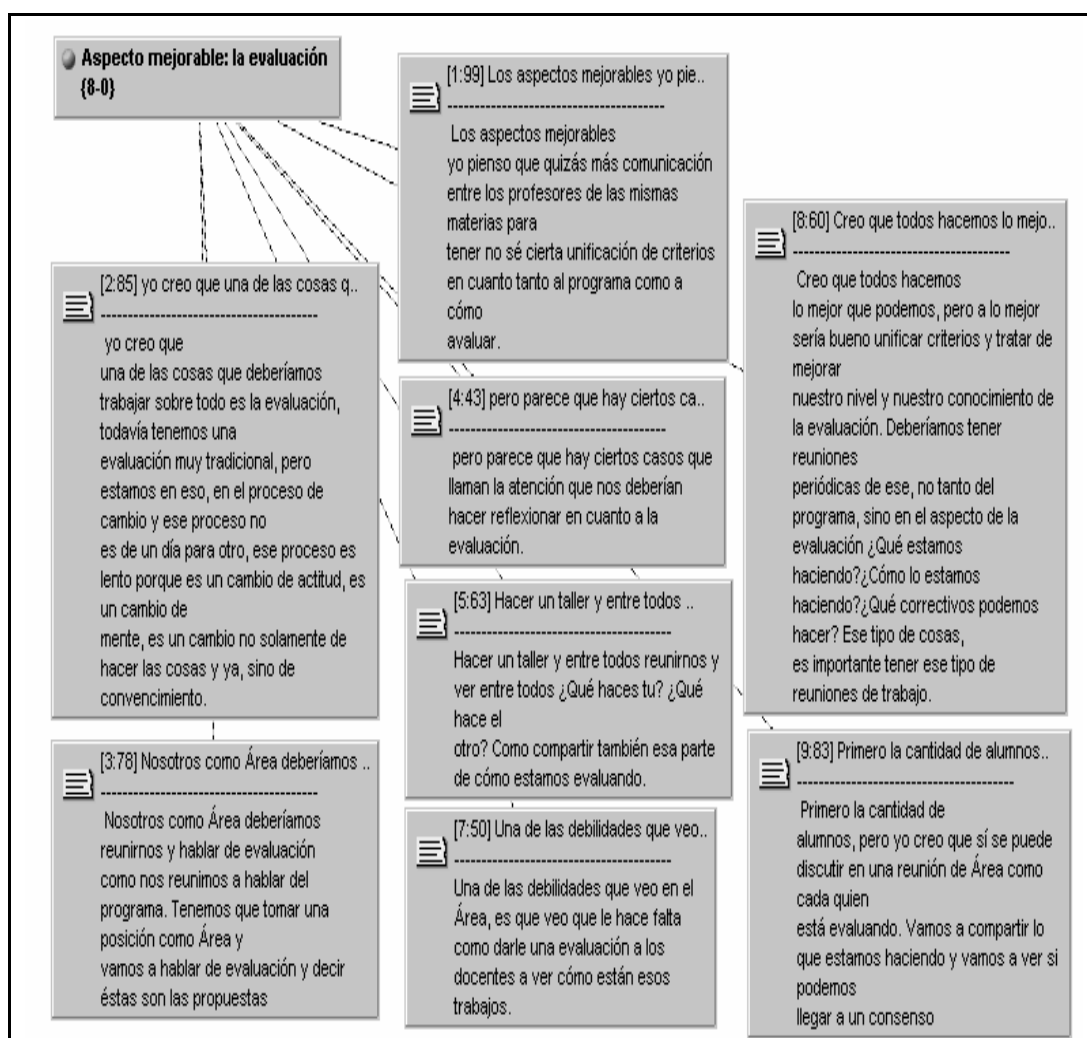 Aspecto mejorable: la evaluación
{8-0}
[1:99] Los aspectos mejorables yo pie..
----------------------------------------
Los aspectos mejorables
yo pienso que quizás más comunicación
entre los profesores de las mismas
materias para
tener no sé cierta unificación de criterios
en cuanto tanto al programa como a
cómo
avaluar.
[2:85] yo creo que una de las cosas q..
----------------------------------------
yo creo que
una de las cosas que deberíamos
trabajar sobre todo es la evaluación,
todavía tenemos una
evaluación muy tradicional, pero
estamos en eso, en el proceso de
cambio y ese proceso no
es de un día para otro, ese proceso es
lento porque es un cambio de actitud, es
un cambio de
mente, es un cambio no solamente de
hacer las cosas y ya, sino de
convencimiento.
[3:78] Nosotros como Área deberíamos ..
----------------------------------------
Nosotros como Área deberíamos
reunirnos y hablar de evaluación
como nos reunimos a hablar del
programa. Tenemos que tomar una
posición como Área y
vamos a hablar de evaluación y decir
éstas son las propuestas
[4:43] pero parece que hay ciertos ca..
----------------------------------------
pero parece que hay ciertos casos que
llaman la atención que nos deberían
hacer reflexionar en cuanto a la
evaluación.
[5:63] Hacer un taller y entre todos ..
----------------------------------------
Hacer un taller y entre todos reunirnos y
ver entre todos ¿Qué haces tu? ¿Qué
hace el
otro? Como compartir también esa parte
de cómo estamos evaluando.
[7:50] Una de las debilidades que veo..
----------------------------------------
Una de las debilidades que veo en el
Área, es que veo que le hace falta
como darle una evaluación a los
docentes a ver cómo están esos
trabajos.
[8:60] Creo que todos hacemos lo mejo..
----------------------------------------
Creo que todos hacemos
lo mejor que podemos, pero a lo mejor
sería bueno unificar criterios y tratar de
mejorar
nuestro nivel y nuestro conocimiento de
la evaluación. Deberíamos tener
reuniones
periódicas de ese, no tanto del
programa, sino en el aspecto de la
evaluación ¿Qué estamos
haciendo?¿Cómo lo estamos
haciendo?¿Qué correctivos podemos
hacer? Ese tipo de cosas,
es importante tener ese tipo de
reuniones de trabajo.
[9:83] Primero la cantidad de alumnos..
----------------------------------------
Primero la cantidad de
alumnos, pero yo creo que sí se puede
discutir en una reunión de Área como
cada quien
está evaluando. Vamos a compartir lo
que estamos haciendo y vamos a ver si
podemos
llegar a un consenso